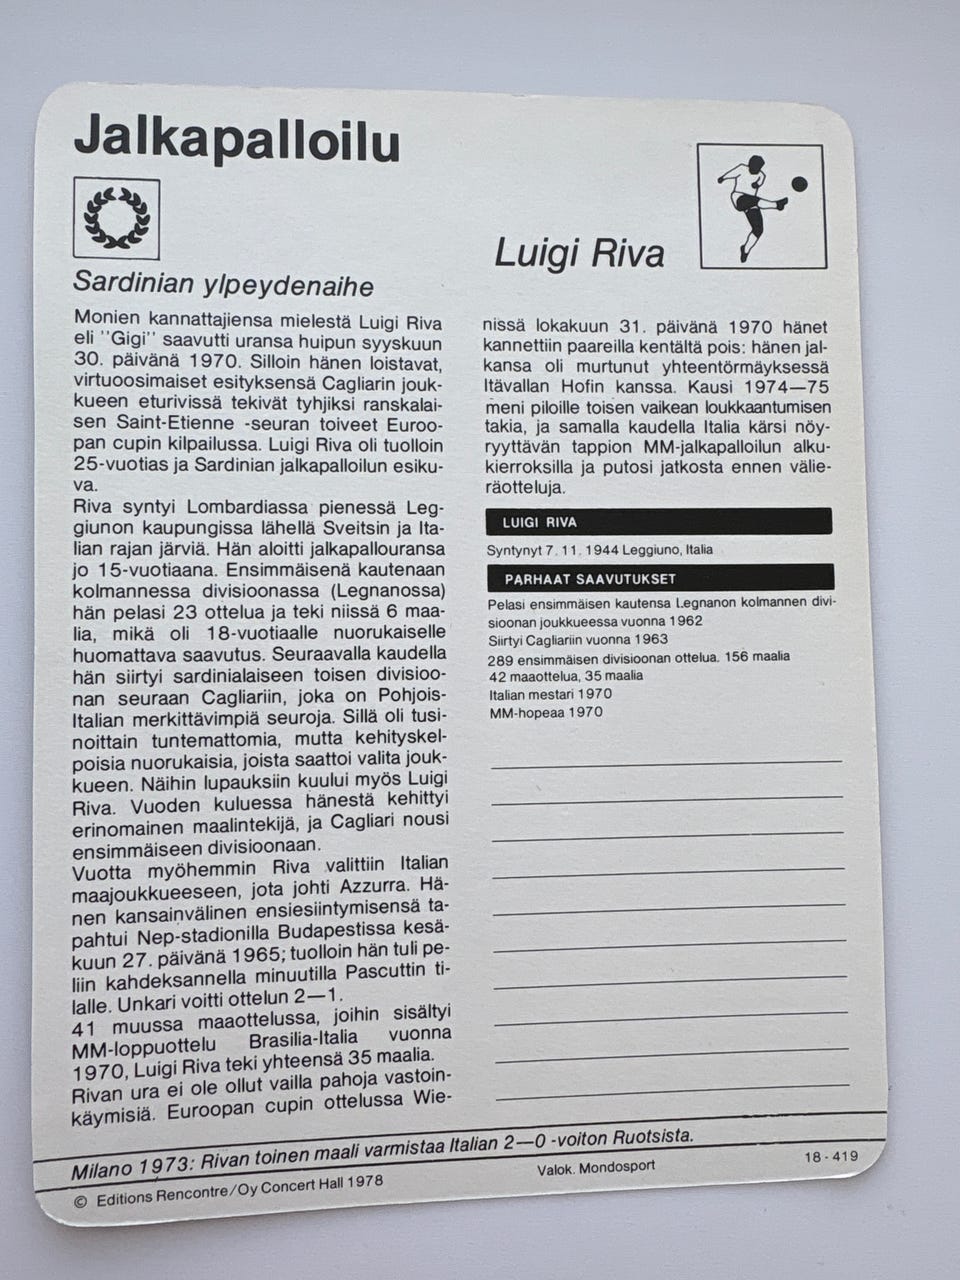 Jalkapalloilu
Luigi Riva
Sardinian ylpeydenaihe
Monien kannattajiensa mielestä Luigi Riva
eli ''Gigi'' saavutti uransa huipun syyskuun
30. päivänä 1970. Silloin hänen loistavat,
virtuoosimaiset esityksensä Cagliarin jouk-
kueen eturivissä tekivät tyhjiksi ranskalai-
sen Saint-Etienne -seuran toiveet Euroo-
pan cupin kilpailussa. Luigi Riva oli tuolloin
25-vuotias ja Sardinian jalkapalloilun esiku-
va.
Riva syntyi Lombardiassa pienessä Leg-
giunon kaupungissa lähellä Sveitsin ja Ita-
lian rajan järviä. Hän aloitti jalkapallouransa
jo 15-vuotiaana. Ensimmäisenä kautenaan
kolmannessa divisioonassa (Legnanossa)
hän pelasi 23 ottelua ja teki niissä 6 maa-
lia, mikä oli 18-vuotiaalle nuorukaiselle
huomattava saavutus. Seuraavalla kaudella
hän siirtyi sardinialaiseen toisen divisioo-
nan seuraan Cagliariin, joka on Pohjois-
Italian merkittävimpiä seuroja. Sillä oli tusi-
noittain tuntemattomia, mutta kehityskel-
poisia nuorukaisia, joista saattoi valita jouk-
kueen. Näihin lupauksiin kuului myös Luigi
Riva. Vuoden kuluessa hänestä kehittyi
erinomainen maalintekijä, ja Cagliari nousi
ensimmäiseen divisioonaan.
Vuotta myöhemmin Riva valittiin Italian
maajoukkueeseen, jota johti Azzurra. Hä-
nen kansainvälinen ensiesiintymisensä ta-
pahtui Nep-stadionilla Budapestissa kesä-
kuun 27. päivänä 1965; tuolloin hän tuli pe-
liin kahdeksannella minuutilla Pascuttin ti-
lalle. Unkari voitti ottelun 2—1.
41 muussa maaottelussa, joihin sisältyi
MM-loppuottelu Brasilia-Italia vuonna
1970, Luigi Riva teki yhteensä 35 maalia.
Rivan ura ei ole ollut vailla pahoja vastoin-
käymisiä. Euroopan cupin ottelussa Wie-
nissä lokakuun 31. päivänä 1970 hänet
kannettiin paareilla kentältä pois: hänen jal-
kansa oli murtunut yhteentörmäyksessä
Itävallan Hofin kanssa. Kausi 1974—75
meni piloille toisen vaikean loukkaantumisen
takia, ja samalla kaudella Italia kärsi nöy-
ryyttävän tappion MM-jalkapalloilun alku-
kierroksilla ja putosi jatkosta ennen välie-
räotteluja.
LUIGI RIVA
Syntynyt 7. 11. 1944 Leggiuno, Italia
PARHAAT SAAVUTUKSET
Pelasi ensimmäisen kautensa Legnanon kolmannen divi-
sioonan joukkueessa vuonna 1962
Siirtyi Cagliariin vuonna 1963
289 ensimmäisen divisioonan ottelua. 156 maalia
42 maaottelua, 35 maalia
Italian mestari 1970
MM-hopeaa 1970
Milano 1973: Rivan toinen maali varmistaa Italian 2—0 -voiton Ruotsista.
© Editions Rencontre/Oy Concert Hall 1978
Valok. Mondosport
18 - 419